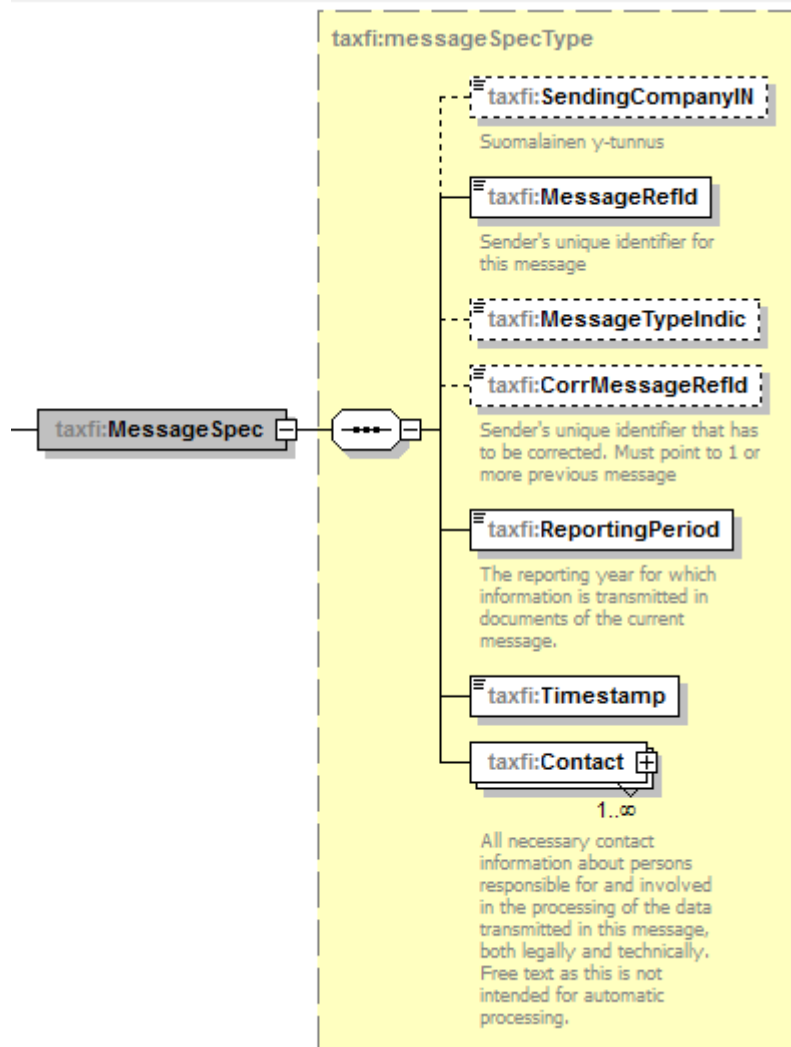 taxfi:messageSpecType
taxfi:SendingCompanyIN
Suomalainen y-tunnus
taxfi:MessageRefId
Sender's unique identifier for
this message
taxfi:MessageTypeIndic
taxfi:CorrMessageRefId
taxfi:MessageSpec
Sender's unique identifier that has
to be corrected. Must point to 1 or
more previous message
taxfi:ReportingPeriod
The reporting year for which
information is transmitted in
documents of the current
message.
taxfi:Timestamp
taxfi:Contact
1..∞
All necessary contact
information about persons
responsible for and involved
in the processing of the data
transmitted in this message,
both legally and technically.
Free text as this is not
intended for automatic
processing.